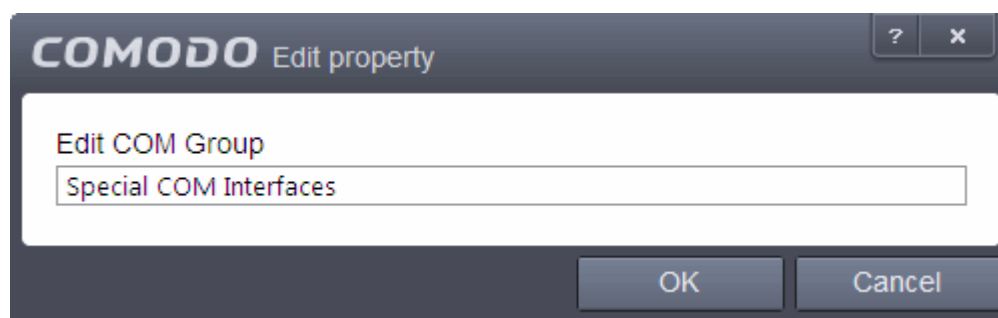 COMODO Edit property ? ×
Edit COM Group
Special COM Interfaces
OK Cancel